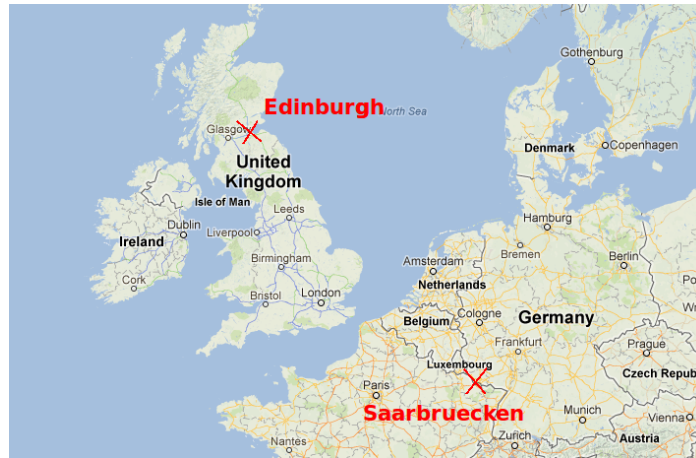 Gothenburg
Edinburgh
North Sea
Glasgow
Copenhagen
Denmark
United
Kingdom
Isle of Man
Leeds
Dublin
Hamburg
Liverpool
Ireland
Bremen
Amsterdam
Berlin
Birmingham
Cork
Netherlands
London
Bristol
Cologne
Germany
Belgium
Frankfurt
Prague
Luxembourg
Czech Repub
Paris
Saarbruecken
Munich
Vienna
Zurich
Austria
Nantes